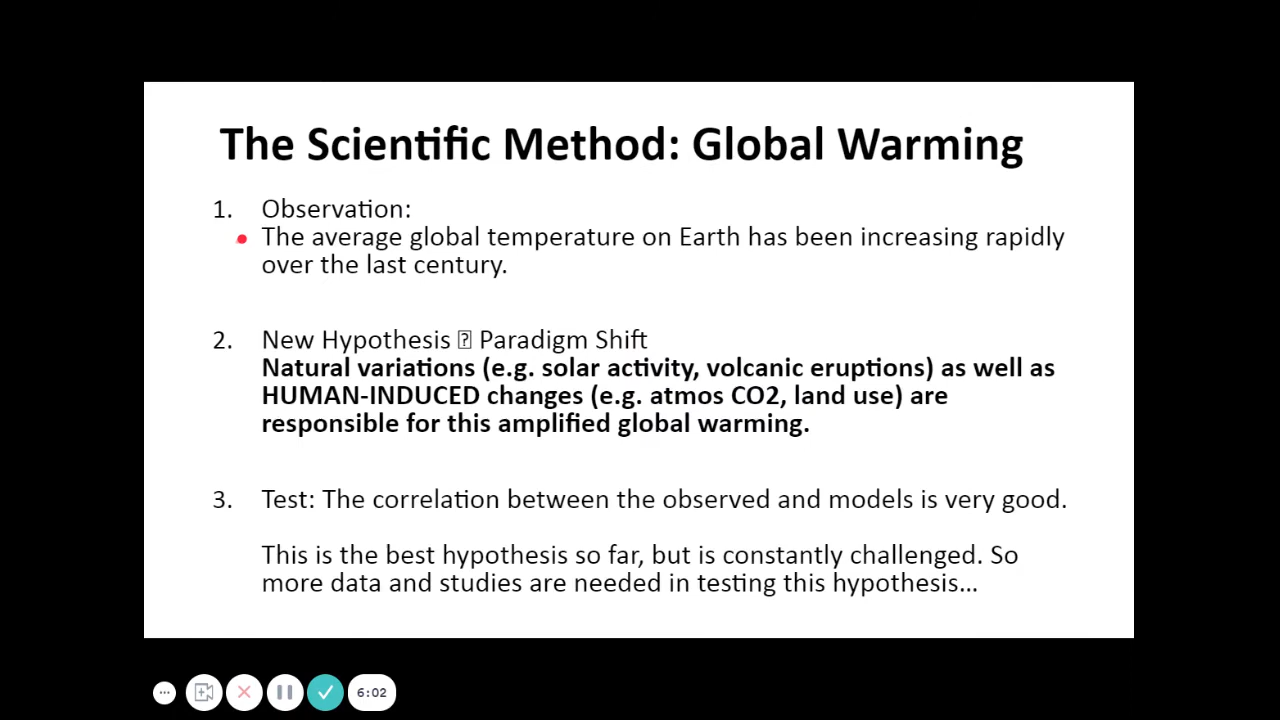 The Scientific Method: Global Warming
1. Observation:
• The average global temperature on Earth has been increasing rapidly
over the last century.
2. New Hypothesis ⍰ Paradigm Shift
Natural variations (e.g. solar activity, volcanic eruptions) as well as
HUMAN-INDUCED changes (e.g. atmos CO2, land use) are
responsible for this amplified global warming.
3. Test: The correlation between the observed and models is very good.
This is the best hypothesis so far, but is constantly challenged. So
more data and studies are needed in testing this hypothesis...
6:02